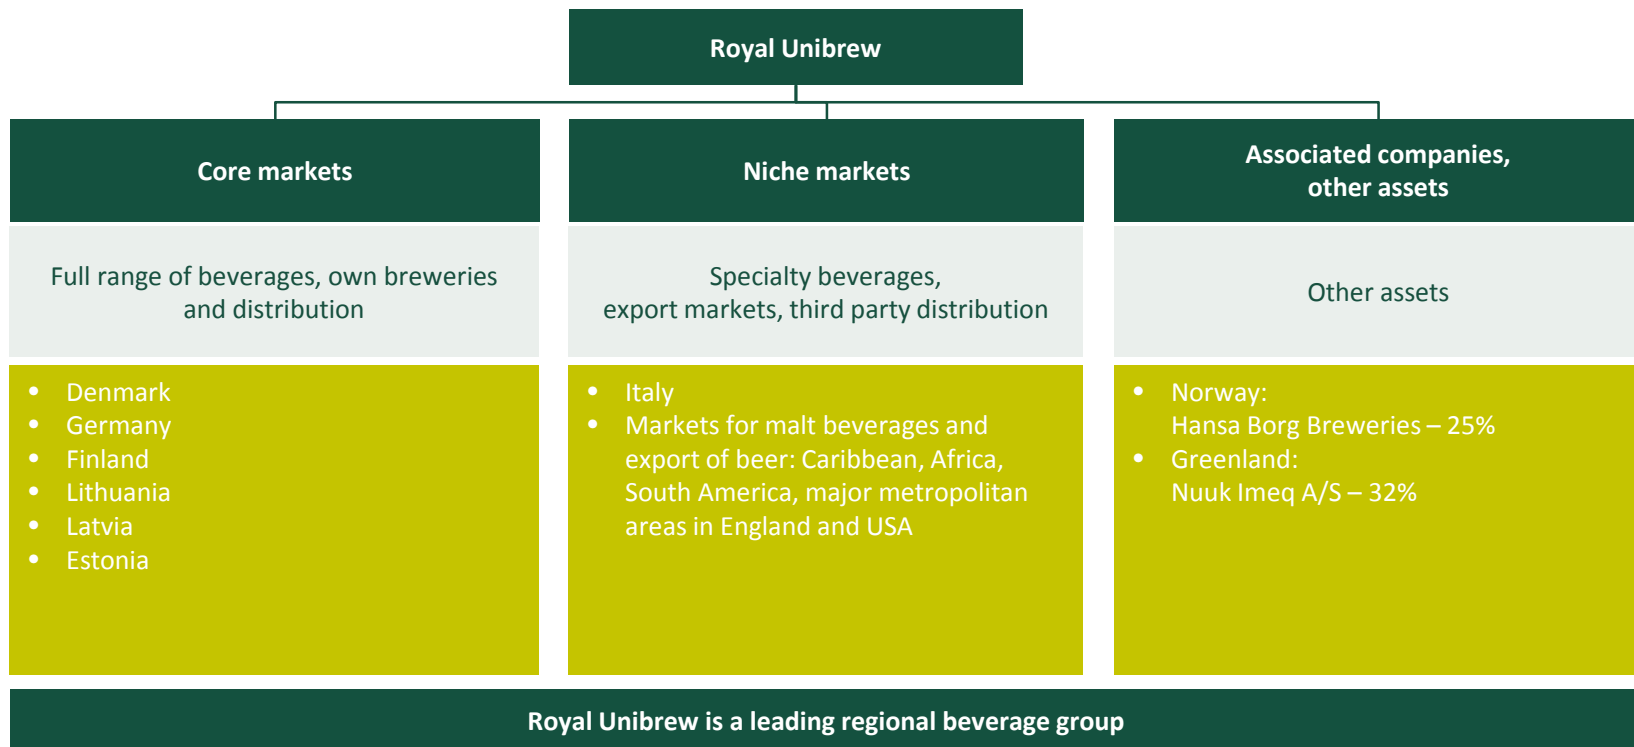 Royal Unibrew
Core markets
Niche markets
Associated companies,
other assets
Full range of beverages, own breweries
and distribution
Specialty beverages,
export markets, third party distribution
Other assets
• Denmark
• Germany
• Finland
• Lithuania
• Latvia
• Estonia
• Italy
• Markets for malt beverages and
export of beer: Caribbean, Africa,
South America, major metropolitan
areas in England and USA
• Norway:
Hansa Borg Breweries – 25%
• Greenland:
Nuuk Imeq A/S – 32%
Royal Unibrew is a leading regional beverage group